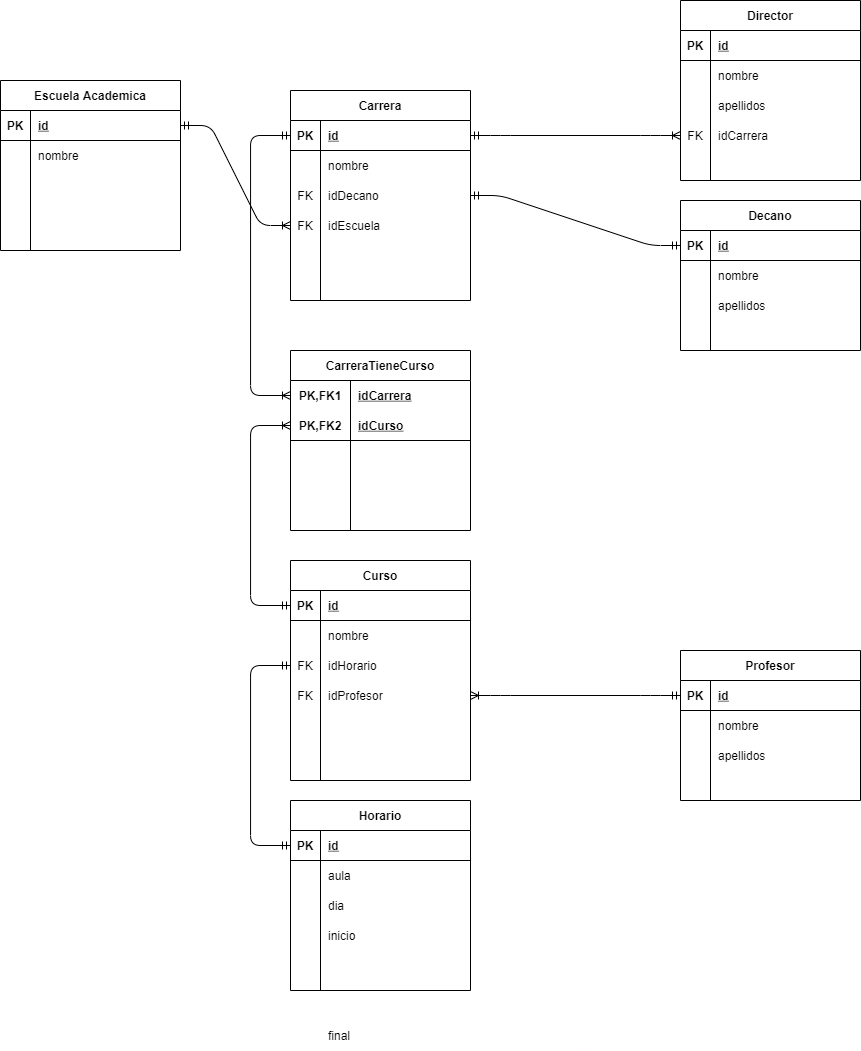 Director
PK id
nombre
apellidos
FK idCarrera
Escuela Academica
PK id
nombre
Carrera
PK id
nombre
FK idDecano
FK idEscuela
Decano
PK id
nombre
apellidos
CarreraTieneCurso
PK,FK1 idCarrera
PK,FK2 idCurso
Curso
PK id
nombre
FK idHorario
FK idProfesor
Profesor
PK id
nombre
apellidos
Horario
PK id
aula
dia
inicio
final